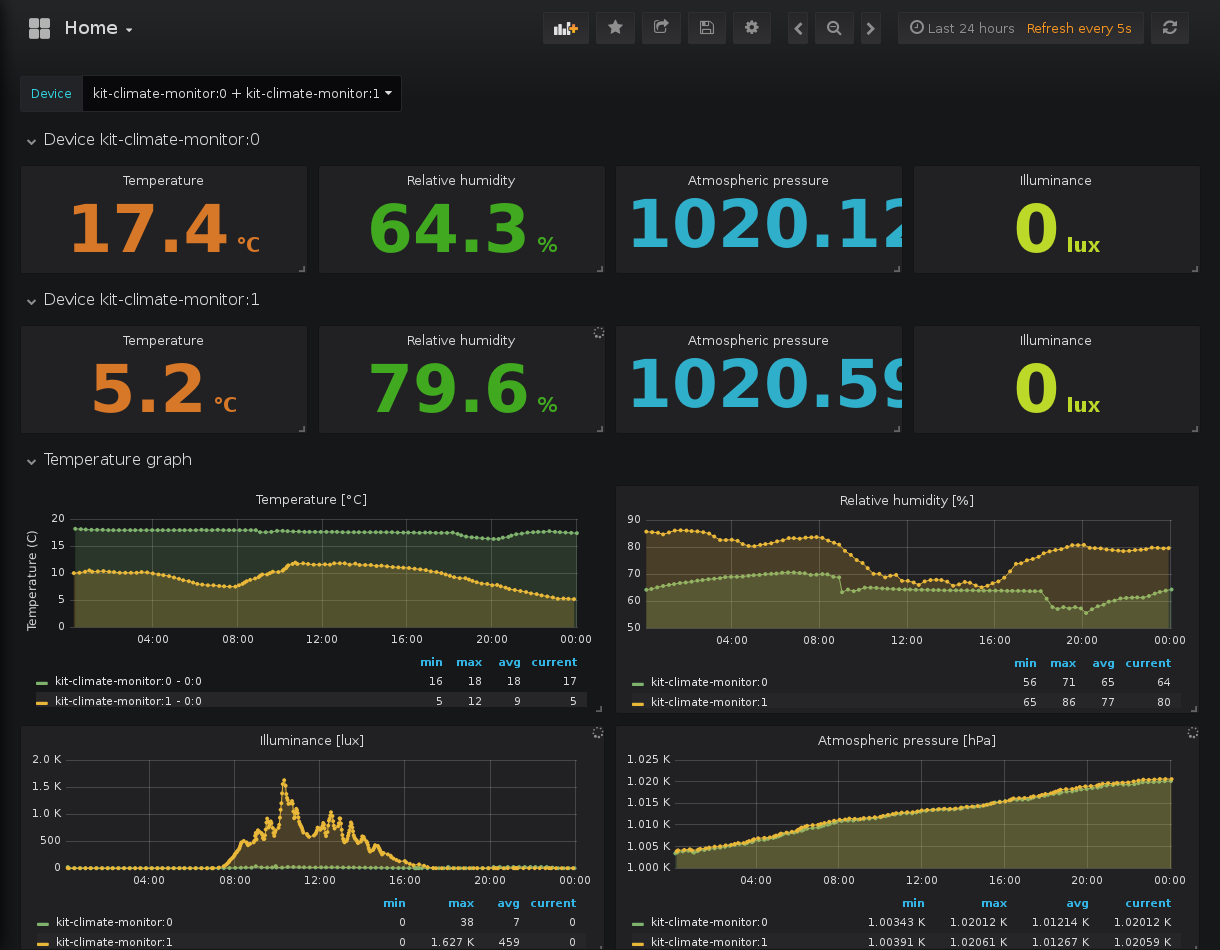 Home
Last 24 hours Refresh every 5s
Device kit-climate-monitor:0 + kit-climate-monitor:1
Device kit-climate-monitor:0
Temperature Relative humidity Atmospheric pressure Illuminance
17.4 °C 64.3 % 1020.12 0 lux
Device kit-climate-monitor:1
Temperature Relative humidity Atmospheric pressure Illuminance
5.2 °C 79.6 % 1020.59 0 lux
Temperature graph
Temperature [°C]
Temperature (C)
20
15
10
5
0
04:00 08:00 12:00 16:00 20:00 00:00
min max avg current
kit-climate-monitor:0 - 0:0 16 18 18 17
kit-climate-monitor:1 - 0:0 5 12 9 5
Relative humidity [%]
90
80
70
60
50
04:00 08:00 12:00 16:00 20:00 00:00
min max avg current
kit-climate-monitor:0 56 71 65 64
kit-climate-monitor:1 65 86 77 80
Illuminance [lux]
2.0 K
1.5 K
1.0 K
500
0
04:00 08:00 12:00 16:00 20:00 00:00
min max avg current
kit-climate-monitor:0 0 38 7 0
kit-climate-monitor:1 0 1.627 K 459 0
Atmospheric pressure [hPa]
1.025 K
1.020 K
1.015 K
1.010 K
1.005 K
1.000 K
04:00 08:00 12:00 16:00 20:00 00:00
min max avg current
kit-climate-monitor:0 1.00343 K 1.02012 K 1.01214 K 1.02012 K
kit-climate-monitor:1 1.00391 K 1.02061 K 1.01267 K 1.02059 K